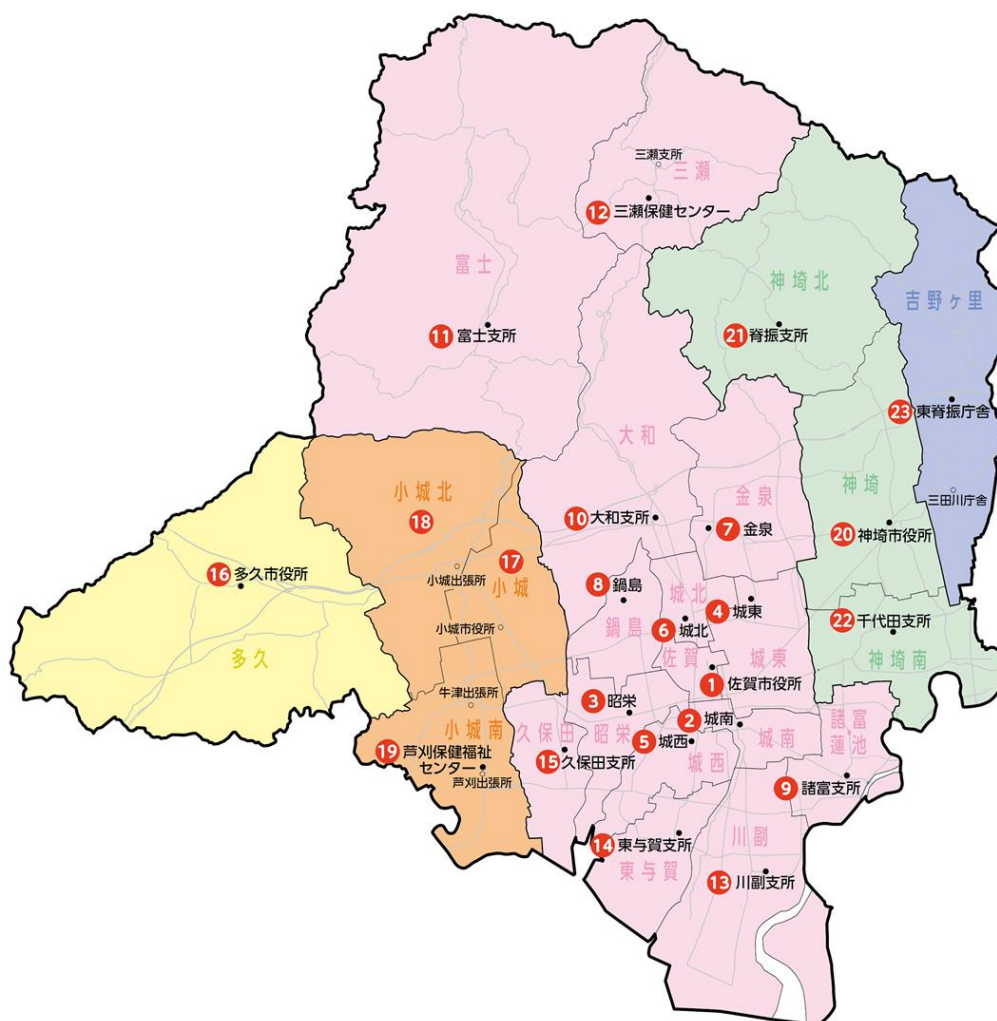 三瀬支所
三瀬
12 三瀬保健センター
富士
11 富士支所
神埼北
21 脊振支所
吉野ヶ里
23 東脊振庁舎
三田川庁舎
大和
10 大和支所
金泉
7 金泉
神埼
20 神埼市役所
22 千代田支所
神埼南
小城北
18
17
小城
小城出張所
小城市役所
牛津出張所
小城南
19 芦刈保健福祉
センター
芦刈出張所
16 多久市役所
多久
8 鍋島
鍋島
城北
6 城北
4 城東
城東
佐賀
1 佐賀市役所
3 昭栄
昭栄
2 城南
城南
5 城西
城西
久保田
15 久保田支所
諸富
蓮池
9 諸富支所
14 東与賀支所
東与賀
川副
13 川副支所